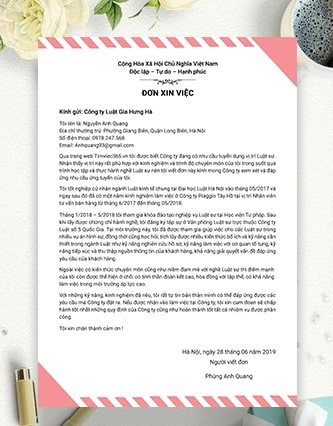 Cộng Hòa Xã Hội Chủ Nghĩa Việt Nam
Độc lập – Tự do – Hạnh phúc
ĐƠN XIN VIỆC
Kính gửi: Công ty Luật Gia Hưng Hà
Tôi tên là: Nguyễn Anh Quang
Địa chỉ thường trú: Phường Giang Biên, Quận Long Biên, Hà Nội
Số điện thoại: 0978.247.568
Email: Anhquang93@gmail.com
Qua trang web Timviec365.vn tôi được biết Công ty đang có nhu cầu tuyển dụng vị trí Luật sư.
Nhận thấy vị trí này rất phù hợp với kinh nghiệm và trình độ chuyên môn của tôi trong suốt quá
trình học tập và thực hành nghề Luật sư nên tôi viết đơn này kính mong Công ty xem xét và đáp
ứng nhu cầu ứng tuyển của tôi.
Tôi tốt nghiệp cử nhân ngành Luật kinh tế chung tại Đại học Luật Hà Nội vào tháng 05/2017 và
ngay sau đó tôi đã có một năm kinh nghiệm làm việc ở Công ty Piaggio Tây Hồ tại vị trí Nhân viên
tư vấn bán hàng từ tháng 6/2017 đến tháng 05/2018.
Tháng 1/2018 – 5/2018 tôi tham gia khóa đào tạo nghiệp vụ Luật sư tại Học viện Tư pháp. Sau
khi lấy được chứng chỉ hành nghề, tôi đăng ký tập sự ở Văn phòng Luật sư trực thuộc Công ty
Luật số 5 Quốc Gia. Tại môi trường này, tôi đã được tham gia giúp việc cho các Luật sư trong
nhiều vụ án hình sự, đồng thời cũng học hỏi, tích lũy được nhiều kiến thức bổ ích và kỹ năng cần
thiết trong ngành Luật như kỹ năng nghiên cứu hồ sơ, kỹ năng làm việc với cơ quan tố tụng, kỹ
năng tiếp xúc và thu thập nguồn thông tin của khách hàng, khả năng giải quyết vấn đề đáp ứng
yêu cầu của khách hàng.
Ngoài việc có kiến thức chuyên môn cũng như niềm đam mê với nghề Luật sư thì điểm mạnh
của tôi còn được thể hiện ở chỗ: có tinh thần đoàn kết cao, hòa đồng với tập thể, có khả năng
làm việc trong môi trường áp lực cao.
Với những kỹ năng, kinh nghiệm đã nêu, tôi rất tự tin bản thân mình có thể đáp ứng được các
yêu cầu mà Công ty đặt ra. Nếu được nhận vào làm việc tại Công ty, tôi xin cam đoan sẽ chấp
hành tốt nhất những quy định của Công ty cũng như hoàn thành tốt tất cả nhiệm vụ được phân
công.
Tôi xin chân thành cảm ơn !
Hà Nội, ngày 28 tháng 06 năm 2019
Người viết đơn
Phùng Anh Quang